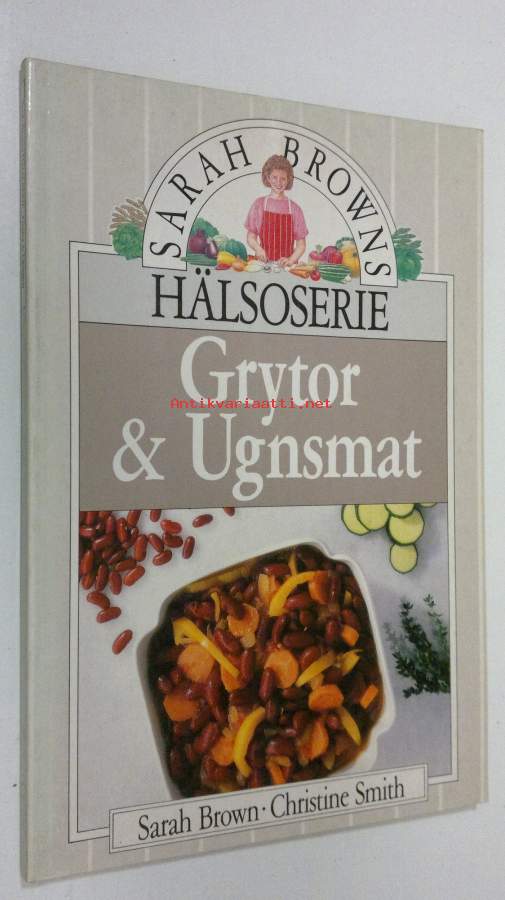 SARAH BROWNS
HÄLSOSERIE
Grytor
Antikvariaatti.net
& Ugnsmat
Sarah Brown · Christine Smith